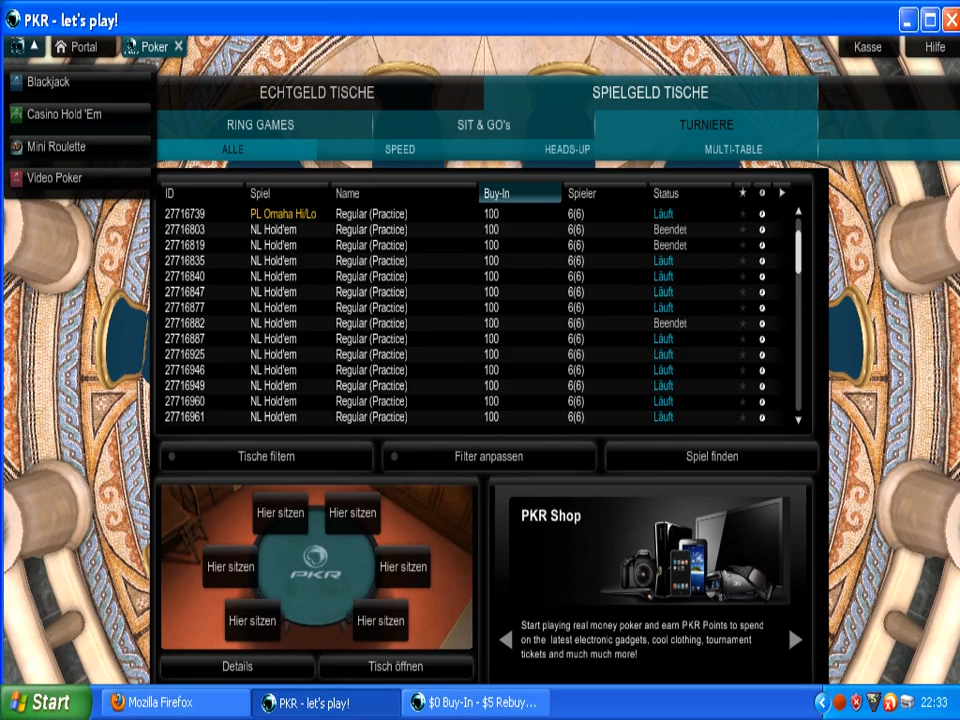 PKR - let's play!
Portal
Poker
Kasse
Hilfe
Blackjack
Casino Hold 'Em
Mini Roulette
Video Poker
ECHTGELD TISCHE
SPIELGELD TISCHE
RING GAMES
SIT & GO's
TURNIERE
ALLE
SPEED
HEADS-UP
MULTI-TABLE
ID Spiel Name Buy-In Spieler Status
27716739 PL Omaha Hi/Lo Regular (Practice) 100 6(6) Läuft
27716803 NL Hold'em Regular (Practice) 100 6(6) Beendet
27716819 NL Hold'em Regular (Practice) 100 6(6) Beendet
27716835 NL Hold'em Regular (Practice) 100 6(6) Läuft
27716840 NL Hold'em Regular (Practice) 100 6(6) Läuft
27716847 NL Hold'em Regular (Practice) 100 6(6) Läuft
27716877 NL Hold'em Regular (Practice) 100 6(6) Läuft
27716882 NL Hold'em Regular (Practice) 100 6(6) Beendet
27716887 NL Hold'em Regular (Practice) 100 6(6) Läuft
27716925 NL Hold'em Regular (Practice) 100 6(6) Läuft
27716946 NL Hold'em Regular (Practice) 100 6(6) Läuft
27716949 NL Hold'em Regular (Practice) 100 6(6) Läuft
27716960 NL Hold'em Regular (Practice) 100 6(6) Läuft
27716961 NL Hold'em Regular (Practice) 100 6(6) Läuft
Tische filtern
Filter anpassen
Spiel finden
Hier sitzen
Hier sitzen
Hier sitzen
Hier sitzen
Hier sitzen
Hier sitzen
PKR
Details
Tisch öffnen
PKR Shop
Start playing real money poker and earn PKR Points to spend
on the latest electronic gadgets, cool clothing, tournament
tickets and much much more!
Start
Mozilla Firefox
PKR - let's play!
$0 Buy-In - $5 Rebuy...
22:33